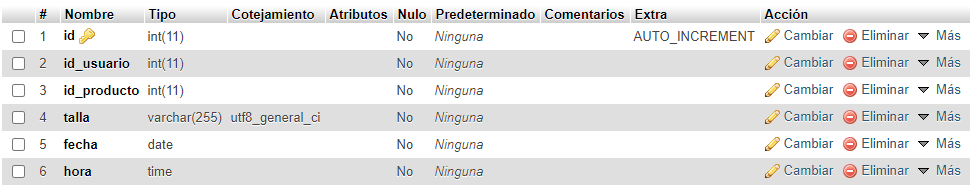 # Nombre Tipo Cotejamiento Atributos Nulo Predeterminado Comentarios Extra Acción
1 id int(11) No Ninguna AUTO_INCREMENT Cambiar Eliminar Más
2 id_usuario int(11) No Ninguna Cambiar Eliminar Más
3 id_producto int(11) No Ninguna Cambiar Eliminar Más
4 talla varchar(255) utf8_general_ci No Ninguna Cambiar Eliminar Más
5 fecha date No Ninguna Cambiar Eliminar Más
6 hora time No Ninguna Cambiar Eliminar Más